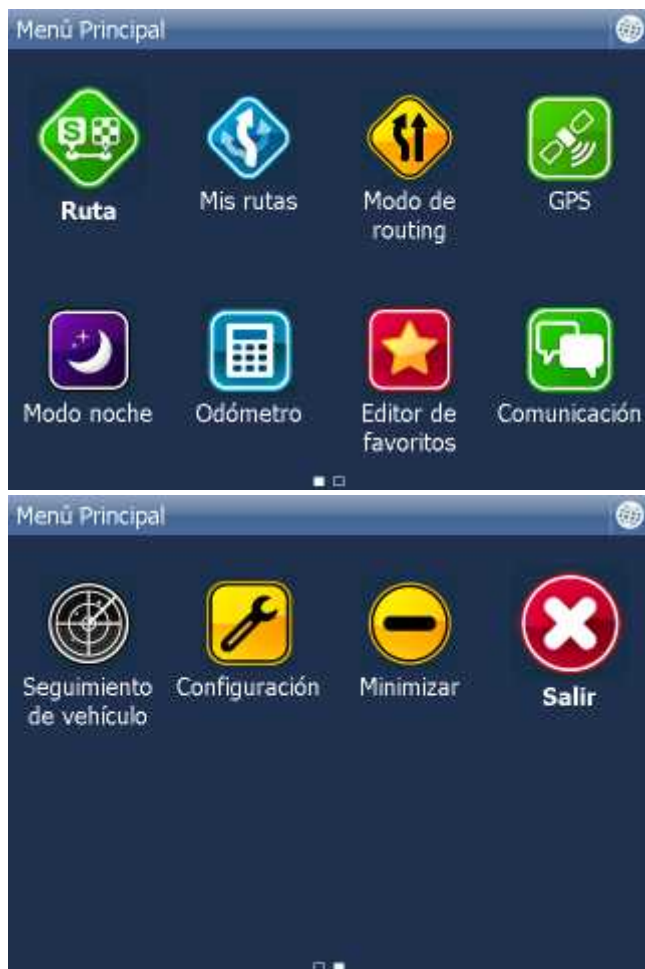 Menú Principal
S
Ruta
Mis rutas
Modo de
routing
GPS
Modo noche
Odómetro
Editor de
favoritos
Comunicación
Menú Principal
Seguimiento
de vehículo
Configuración
Minimizar
Salir